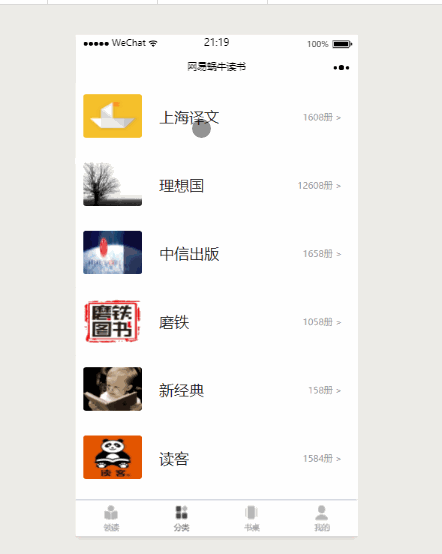 ●●●●● WeChat 21:19 100%
网易蜗牛读书
上海译文 1608册 >
理想国 12608册 >
中信出版 1658册 >
磨铁图书
磨铁 1058册 >
新经典 158册 >
读客
读客 1584册 >
领读 分类 书桌 我的